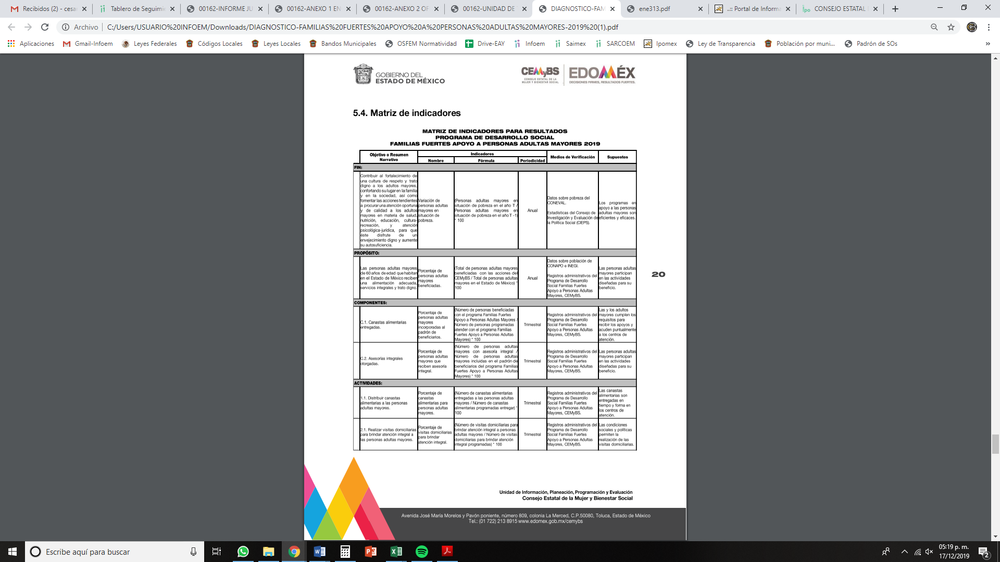 Recibidos (2) - cesa
Tablero de Seguimi
00162-INFORME JU
00162-ANEXO 1 EN
00162-ANEXO 2 OF
00162-UNIDAD DE
DIAGNOSTICO-FAM
ene313.pdf
..:: Portal de Informa
CONSEJO ESTATAL
Archivo | C:/Users/USUARIO%20INFOEM/Downloads/DIAGNOSTICO-FAMILIAS%20FUERTES%20APOYO%20A%20PERSONAS%20ADULTAS%20MAYORES-2019%20(1).pdf
Aplicaciones
Gmail-Infoem
Leyes Federales
Códigos Locales
Leyes Locales
Bandos Municipales
OSFEM Normatividad
Drive-EAY
Infoem
Saimex
SARCOEM
Ipomex
Ley de Transparencia
Población por muni...
Padrón de SOs
»
GOBIERNO DEL
ESTADO DE MÉXICO
CEMyBS
CONSEJO ESTATAL DE LA
MUJER Y BIENESTAR SOCIAL
EDOMÉX
DECISIONES FIRMES, RESULTADOS FUERTES.
5.4. Matriz de indicadores
MATRIZ DE INDICADORES PARA RESULTADOS
PROGRAMA DE DESARROLLO SOCIAL
FAMILIAS FUERTES APOYO A PERSONAS ADULTAS MAYORES 2019
Objetivo o Resumen
Narrativo
Indicadores
Nombre
Fórmula
Periodicidad
Medios de Verificación
Supuestos
FIN:
Contribuir al fortalecimiento de
una cultura de respeto y trato
digno a los adultos mayores,
confortando su lugar en la familia
y en la sociedad, así como
fomentar las acciones tendientes
a procurar una atención oportuna
y de calidad a los adultos
mayores en materia de salud,
nutrición, educación, cultura-
recreación, y atención
psicológica-jurídica, para que
éste disfrute de un
envejecimiento digno y aumente
su autosuficiencia.
Variación de
personas adultas
mayores en
situación de
pobreza.
(Personas adultas mayores en
situación de pobreza en el año T /
Personas adultas mayores en
situación de pobreza en el año T -1)
* 100
Anual
Datos sobre pobreza del
CONEVAL.
Estadísticas del Consejo de
Investigación y Evaluación de
la Política Social (CIEPS).
Los programas en
apoyo a las personas
adultas mayores son
eficientes y eficaces.
PROPÓSITO:
Las personas adultas mayores
de 60 años de edad que habitan
en el Estado de México reciben
una alimentación adecuada,
servicios integrales y trato digno.
Porcentaje de
personas adultas
mayores
beneficiadas.
(Total de personas adultas mayores
beneficiadas con las acciones del
CEMyBS / Total de personas adultas
mayores en el Estado de México) *
100
Anual
Datos sobre población de
CONAPO e INEGI.
Registros administrativos del
Programa de Desarrollo
Social Familias Fuertes
Apoyo a Personas Adultas
Mayores, CEMyBS.
Las personas adultas
mayores participan
en las actividades
diseñadas para su
beneficio.
20
COMPONENTES:
C.1. Canastas alimentarias
entregadas.
Porcentaje de
personas adultas
mayores
incorporadas al
padrón de
beneficiarios.
(Número de personas beneficiadas
con el programa Familias Fuertes
Apoyo a Personas Adultas Mayores /
Número de personas programadas
atender con el programa Familias
Fuertes Apoyo a Personas Adultas
Mayores) * 100
Trimestral
Registros administrativos del
Programa de Desarrollo
Social Familias Fuertes
Apoyo a Personas Adultas
Mayores, CEMyBS.
Las y los adultos
mayores cumplen los
requisitos para
recibir los apoyos y
acuden puntualmente
a los centros de
atención.
C.2. Asesorías integrales
otorgadas.
Porcentaje de
personas adultas
mayores que
reciben asesoría
integral.
(Número de personas adultas
mayores con asesoría integral /
Número de personas adultas
mayores incluidas en el padrón de
beneficiarios del programa Familias
Fuertes Apoyo a Personas Adultas
Mayores) * 100
Trimestral
Registros administrativos del
Programa de Desarrollo
Social Familias Fuertes
Apoyo a Personas Adultas
Mayores, CEMyBS.
Las personas adultas
mayores participan
en las actividades
diseñadas para su
beneficio.
ACTIVIDADES:
1.1. Distribuir canastas
alimentarias a las personas
adultas mayores.
Porcentaje de
canastas
alimentarias para
personas adultas
mayores.
(Número de canastas alimentarias
entregadas a las personas adultas
mayores / Número de canastas
alimentarias programadas entregar) *
100
Trimestral
Registros administrativos del
Programa de Desarrollo
Social Familias Fuertes
Apoyo a Personas Adultas
Mayores, CEMyBS.
Las canastas
alimentarias son
entregadas en
tiempo y forma en
los centros de
atención.
2.1. Realizar visitas domiciliarias
para brindar atención integral a
las personas adultas mayores.
Porcentaje de
visitas domiciliarias
para brindar
atención integral.
(Número de visitas domiciliarias para
brindar atención integral a personas
adultas mayores / Número de visitas
domiciliarias para brindar atención
integral programadas) * 100
Trimestral
Registros administrativos del
Programa de Desarrollo
Social Familias Fuertes
Apoyo a Personas Adultas
Mayores, CEMyBS.
Las condiciones
sociales y políticas
permiten la
realización de las
visitas domiciliarias.
Unidad de Información, Planeación, Programación y Evaluación
Consejo Estatal de la Mujer y Bienestar Social
Avenida José María Morelos y Pavón poniente, número 809, colonia La Merced, C.P.50080, Toluca, Estado de México
Tel.: (01 722) 213 8915 www.edomex.gob.mx/cemybs
Escribe aquí para buscar
05:19 p. m.
17/12/2019
2